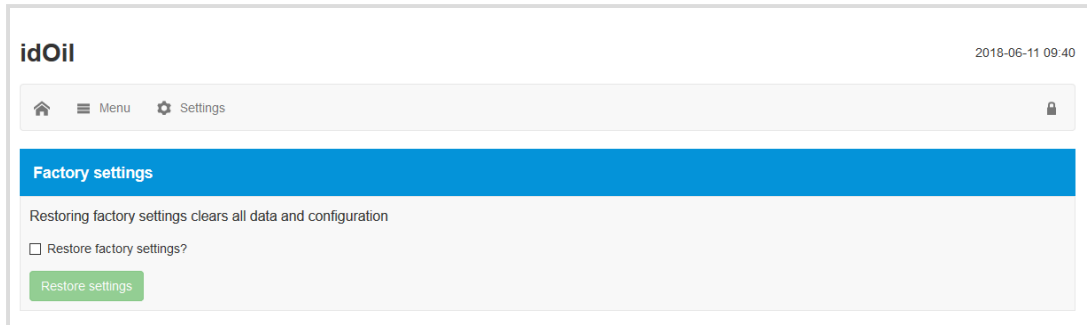 idOil
2018-06-11 09:40
Menu Settings
Factory settings
Restoring factory settings clears all data and configuration
Restore factory settings?
Restore settings